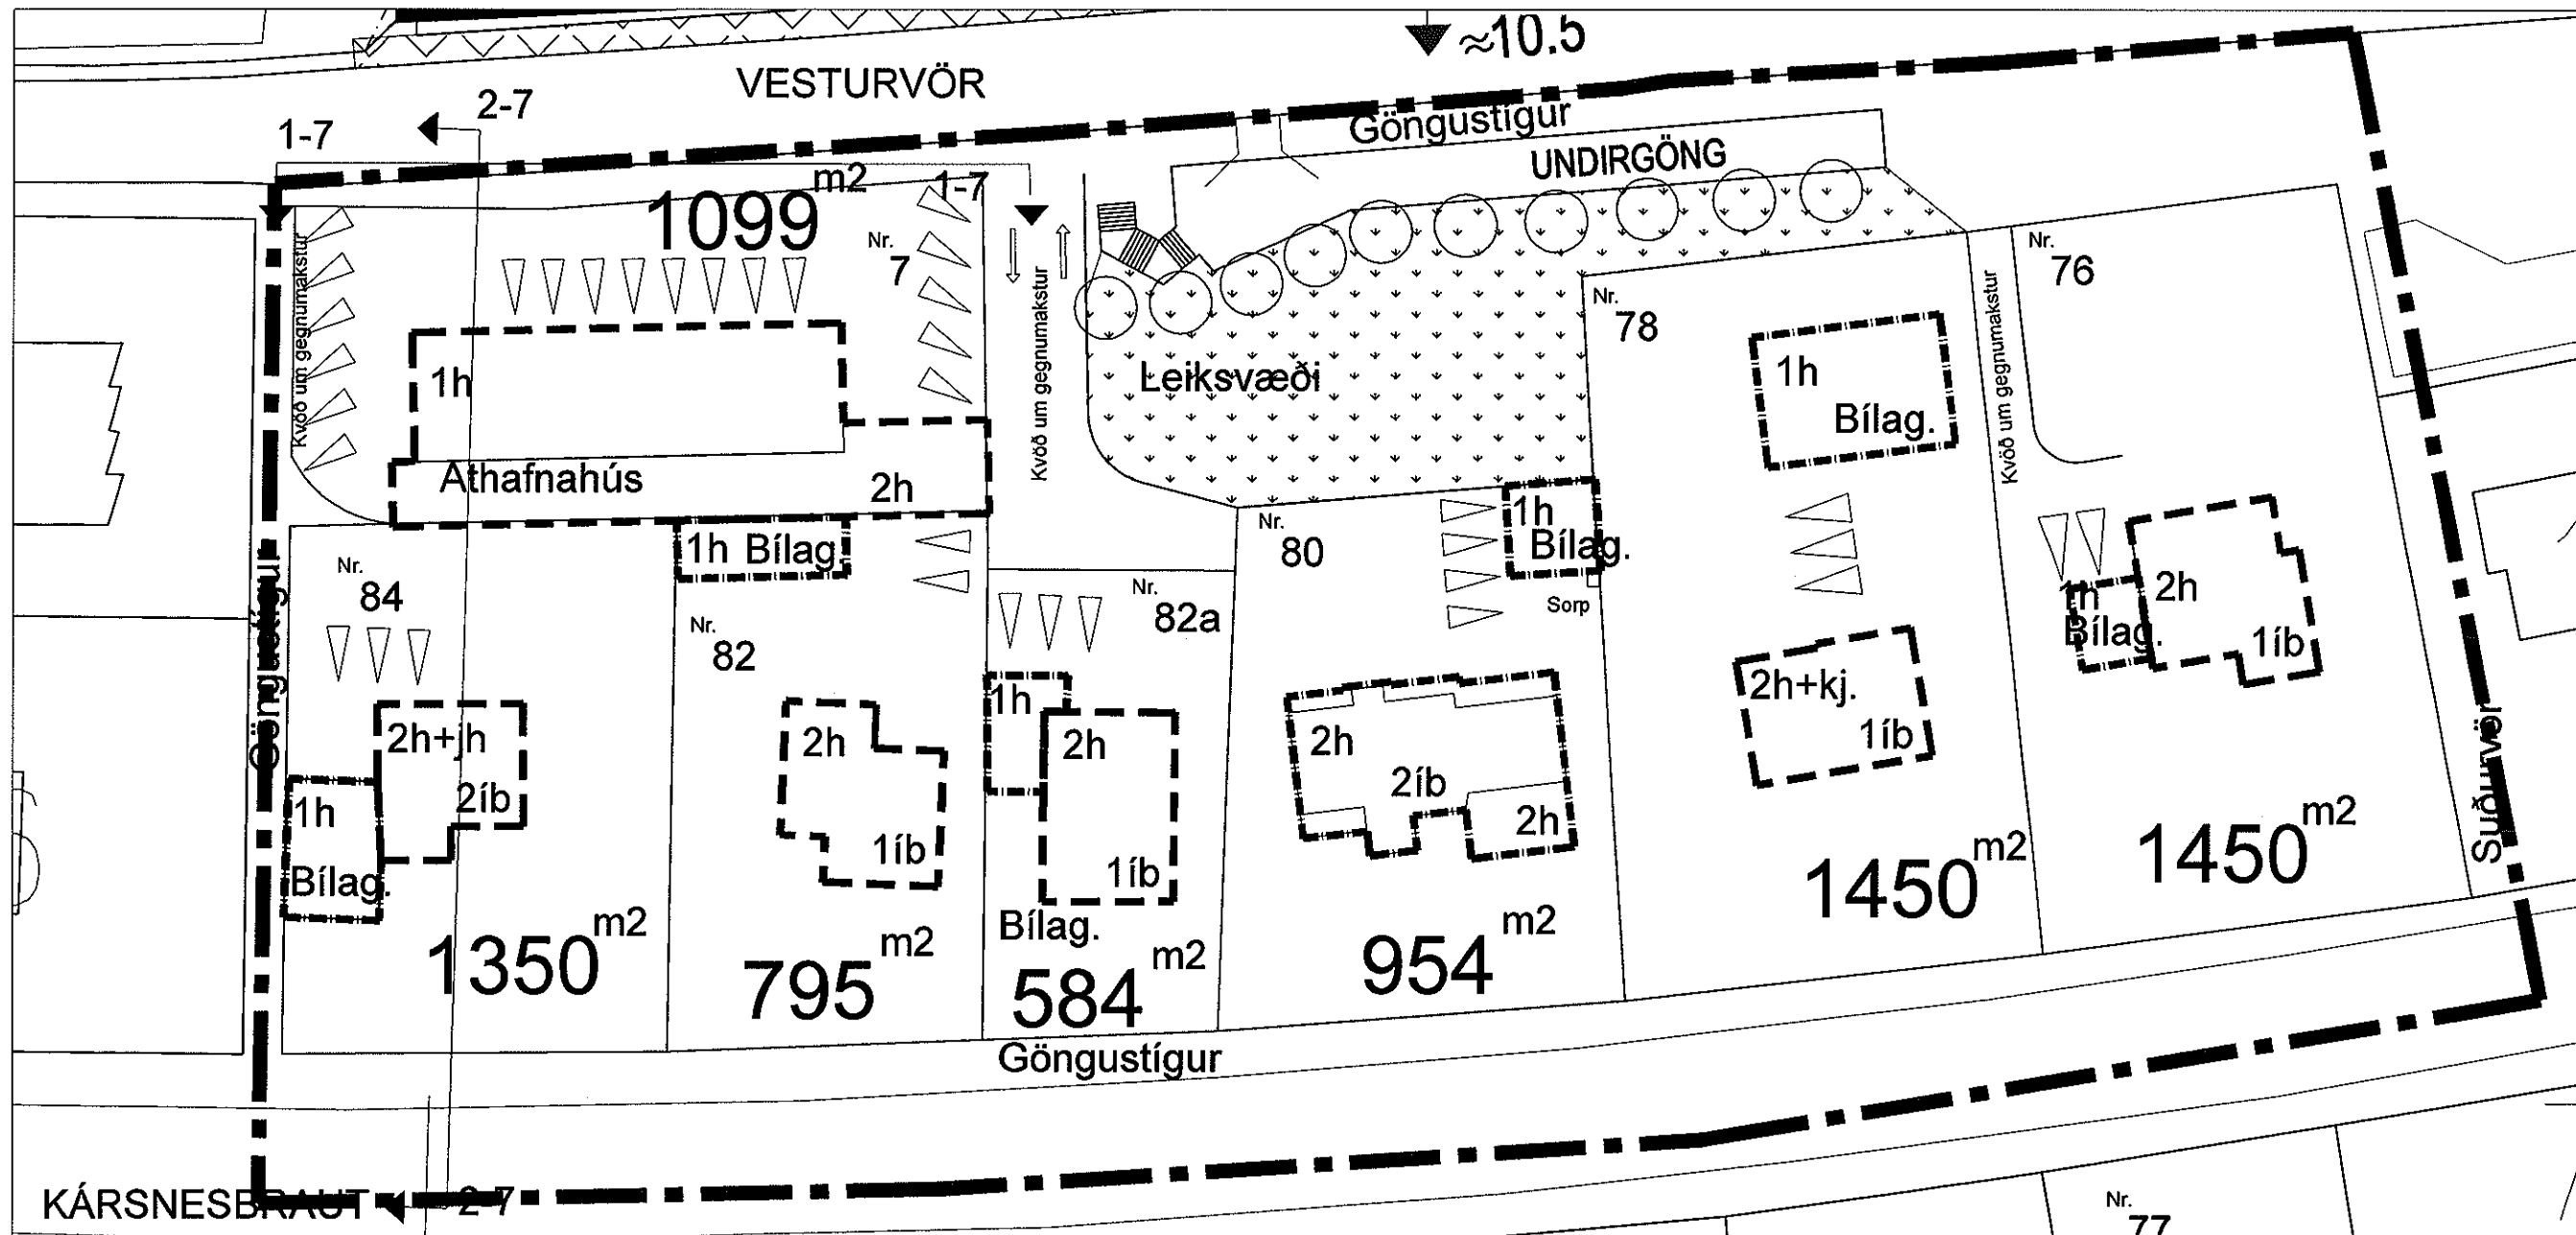 ≈10.5
VESTURVÖR
2-7
1-7
Göngustígur
UNDIRGÖNG
1-7
1099 m2
Nr.
7
Kvöð um gegnumakstur
Kvöð um gegnumakstur
Kvöð um gegnumakstur
Nr.
76
Nr.
78
1h
Leiksvæði
1h
Bílag.
Athafnahús
2h
1h Bílag.
Nr.
80
1h
Bílag.
Sorp
Göngustígur
Nr.
84
Nr.
82
Nr.
82a
1h
Bílag.
2h
1íb
2h+jh
2íb
1h
Bílag.
2h
1íb
1h
2h
1íb
Bílag.
2h
2íb
2h
2h+kj.
1íb
Suðurvör
1350 m2
795 m2
584 m2
954 m2
1450 m2
1450 m2
Göngustígur
KÁRSNESBRAUT
2-7
Nr.
77